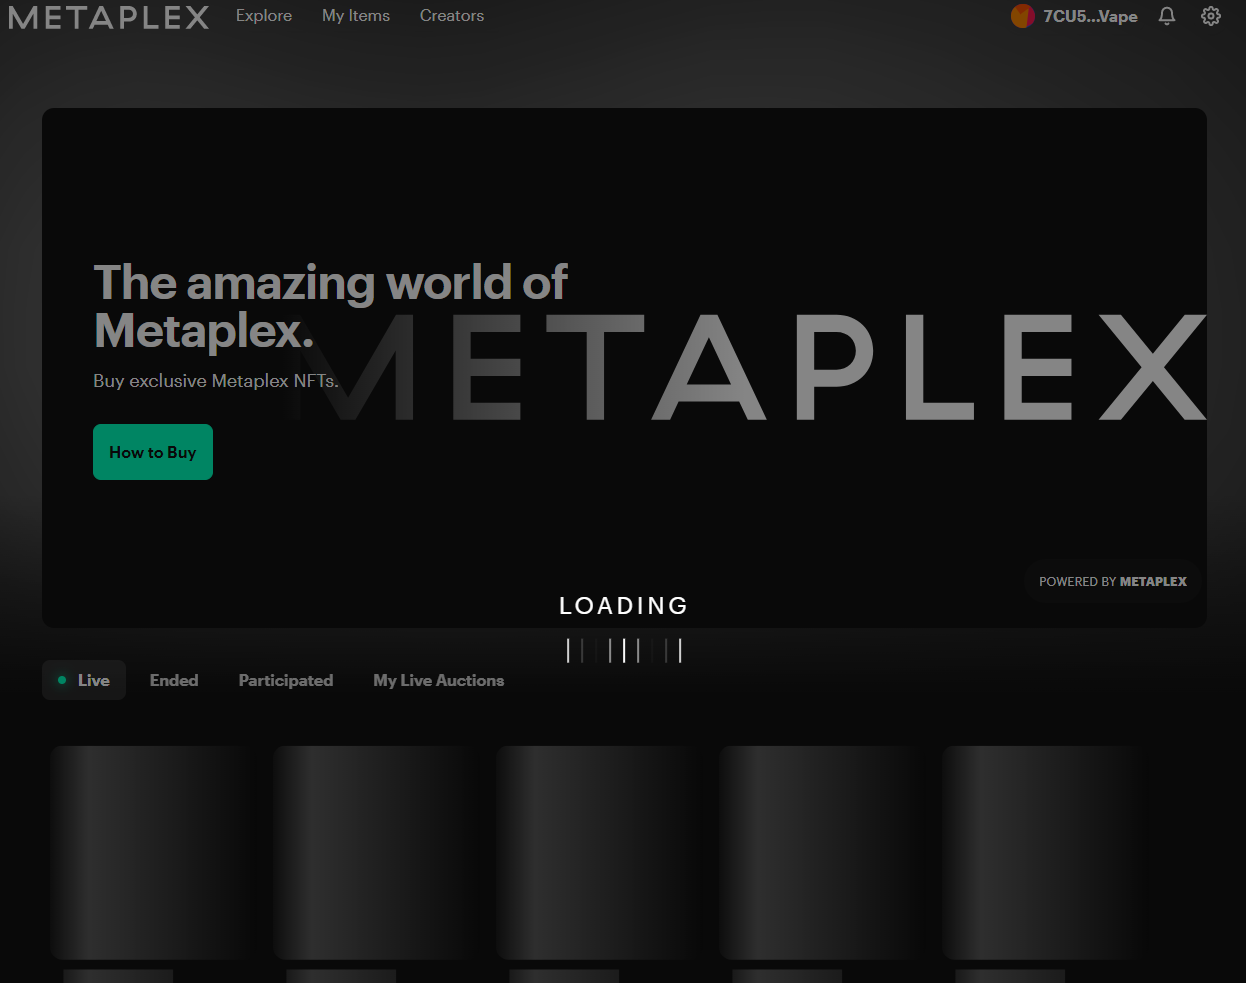 METAPLEX Explore My Items Creators 7CU5...Vape
The amazing world of
Metaplex.
METAPLEX
Buy exclusive Metaplex NFTs.
How to Buy
POWERED BY METAPLEX
LOADING
Live Ended Participated My Live Auctions